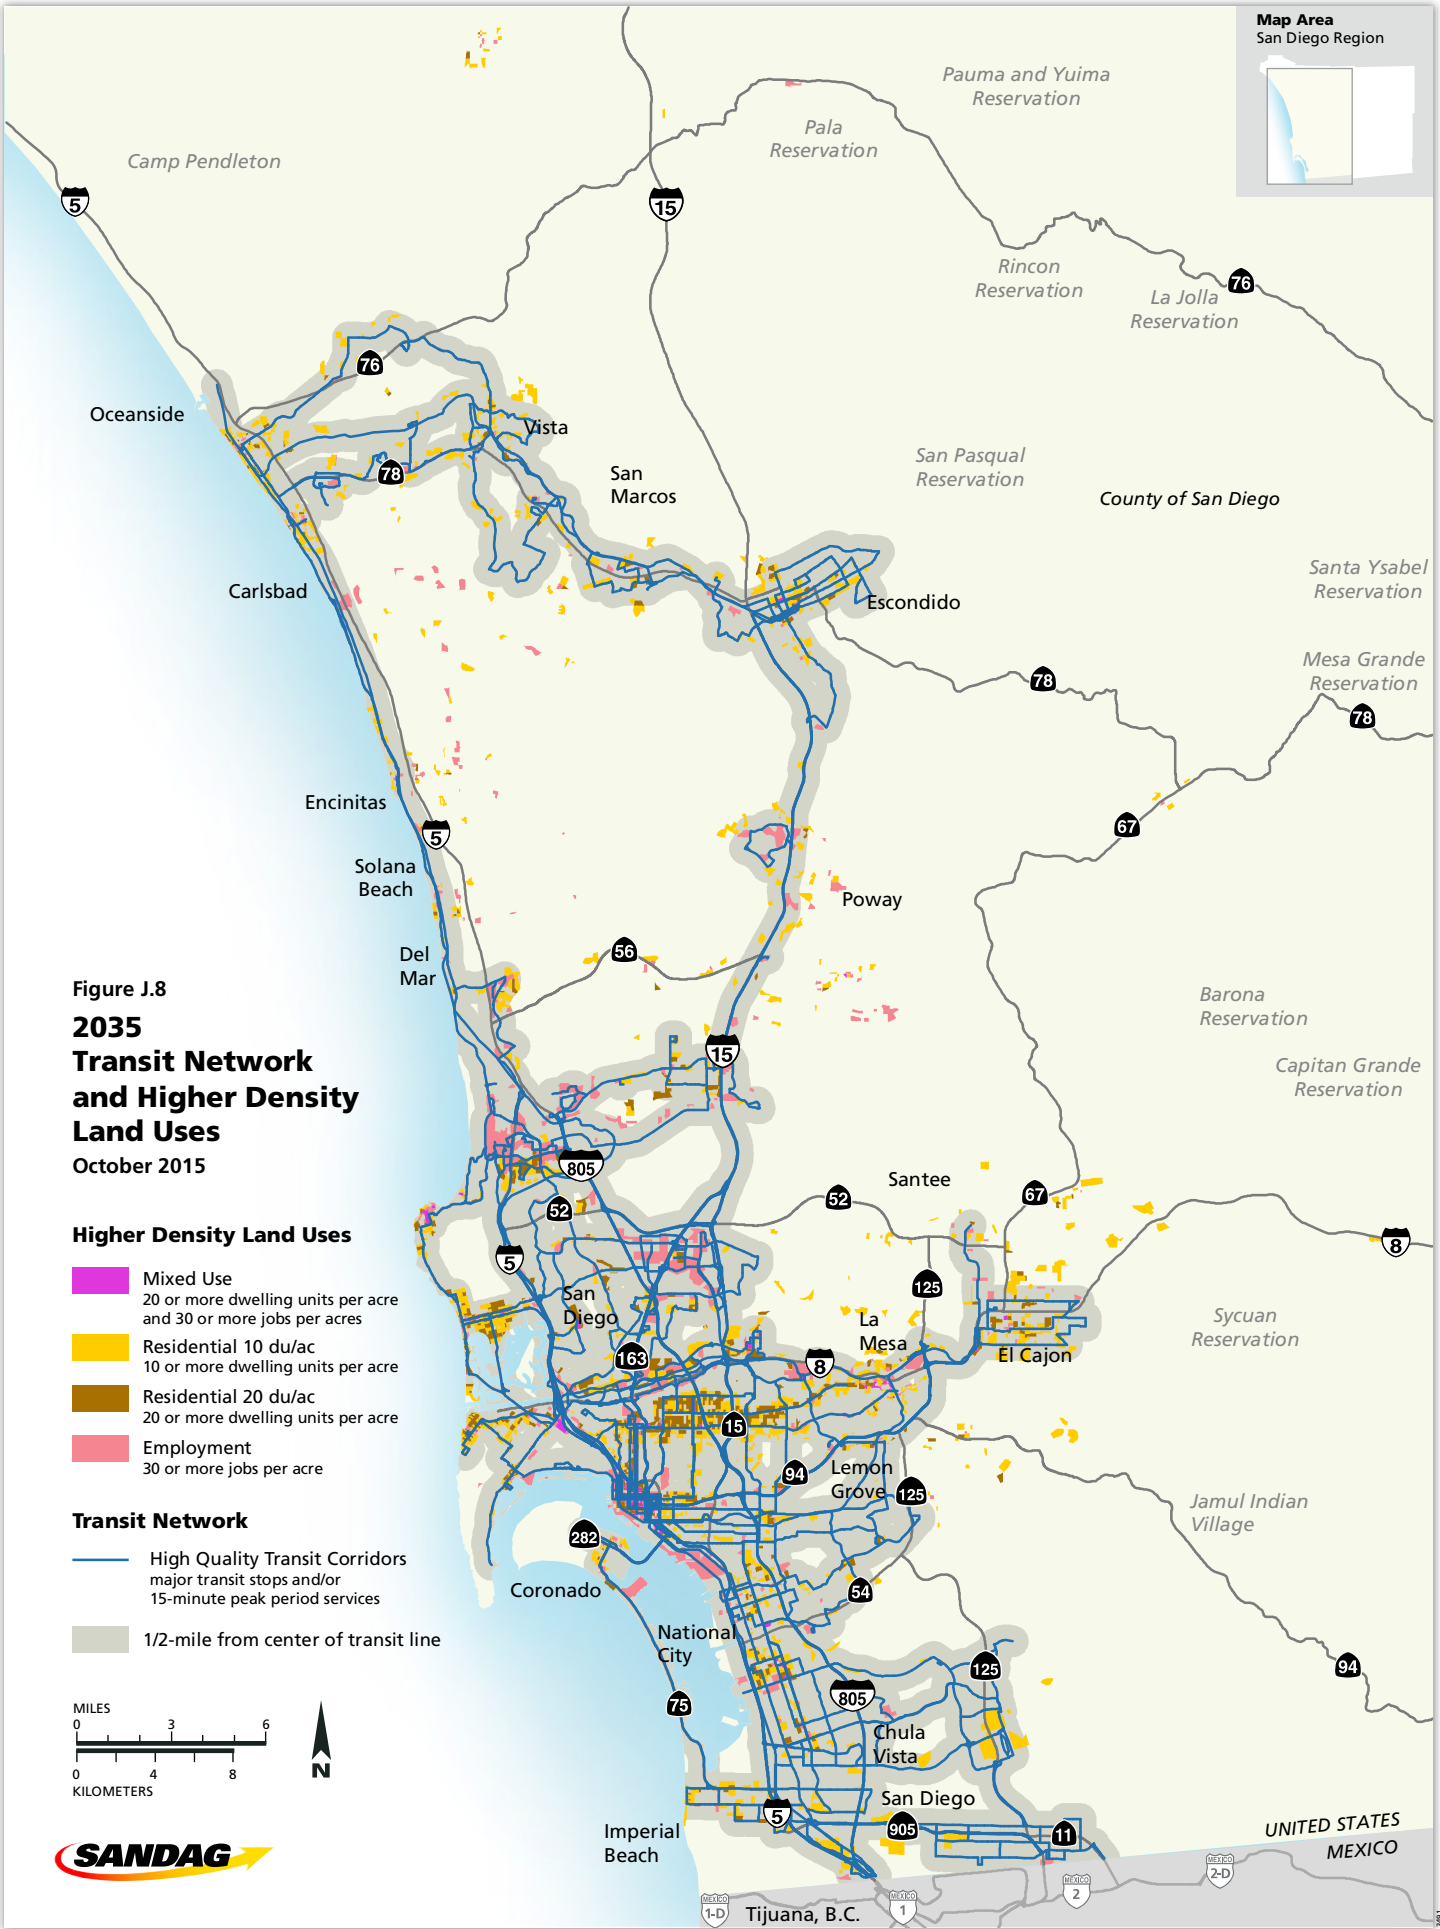 Map Area
San Diego Region
Pauma and Yuima
Reservation
Pala
Reservation
Camp Pendleton
5
15
Rincon
Reservation
76
La Jolla
Reservation
76
Oceanside
Vista
78
San
Marcos
San Pasqual
Reservation
County of San Diego
Santa Ysabel
Reservation
Carlsbad
Escondido
Mesa Grande
Reservation
78
78
Encinitas
5
67
Solana
Beach
Poway
56
Del
Mar
Figure J.8
2035
Transit Network
and Higher Density
Land Uses
October 2015
Barona
Reservation
15
Capitan Grande
Reservation
805
Santee
52
67
52
5
8
Higher Density Land Uses
Mixed Use
20 or more dwelling units per acre
and 30 or more jobs per acres
Residential 10 du/ac
10 or more dwelling units per acre
Residential 20 du/ac
20 or more dwelling units per acre
Employment
30 or more jobs per acre
125
San
Diego
La
Mesa
Sycuan
Reservation
163
8
El Cajon
15
94
Lemon
Grove
125
Jamul Indian
Village
Transit Network
High Quality Transit Corridors
major transit stops and/or
15-minute peak period services
1/2-mile from center of transit line
282
Coronado
54
National
City
125
94
805
75
MILES
0 3 6
0 4 8
KILOMETERS
N
Chula
Vista
San Diego
5
905
11
Imperial
Beach
UNITED STATES
MEXICO
SANDAG
MEXICO
1-D
Tijuana, B.C.
MEXICO
1
MEXICO
2
MEXICO
2-D